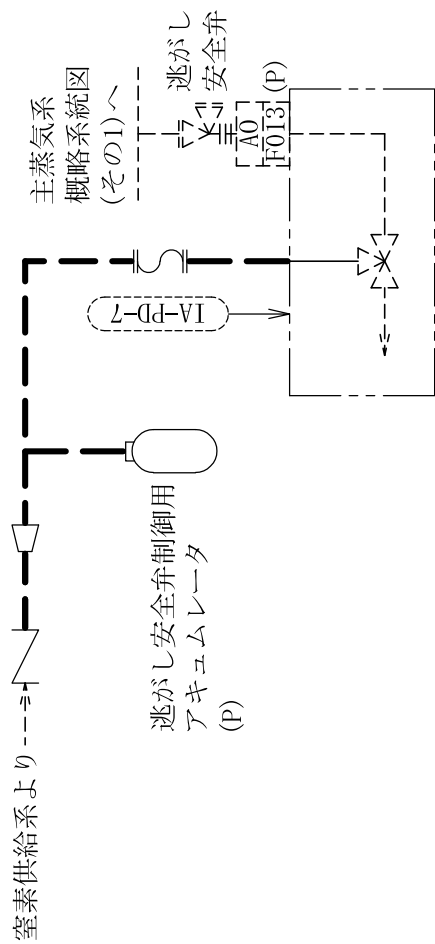 主蒸気系
概略系統図
(その1)へ
逃がし
安全弁
AO
F013
(P)
IA-PD-7
逃がし安全弁制御用
アキュムレータ
(P)
窒素供給系より